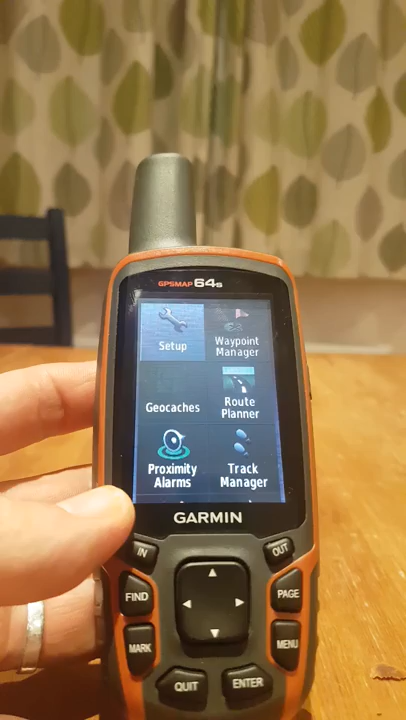 GPSMAP 64s
Setup
Waypoint
Manager
Geocaches
Route
Planner
Proximity
Alarms
Track
Manager
GARMIN
IN
OUT
FIND
PAGE
MARK
MENU
QUIT
ENTER